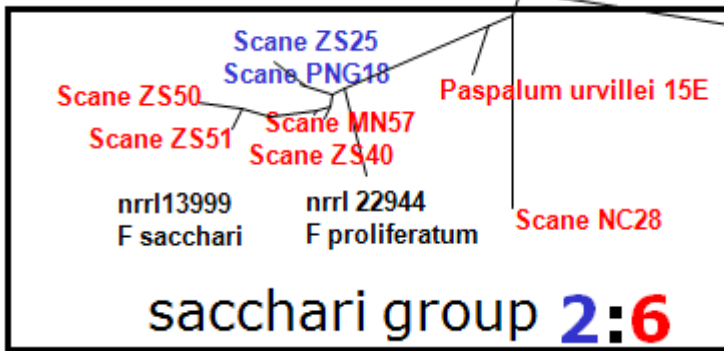 Scane ZS25
Scane PNG18
Scane ZS50
Paspalum urvillei 15E
Scane MN57
Scane ZS51
Scane ZS40
nrrl13999
F sacchari
nrrl 22944
F proliferatum
Scane NC28
sacchari group 2:6